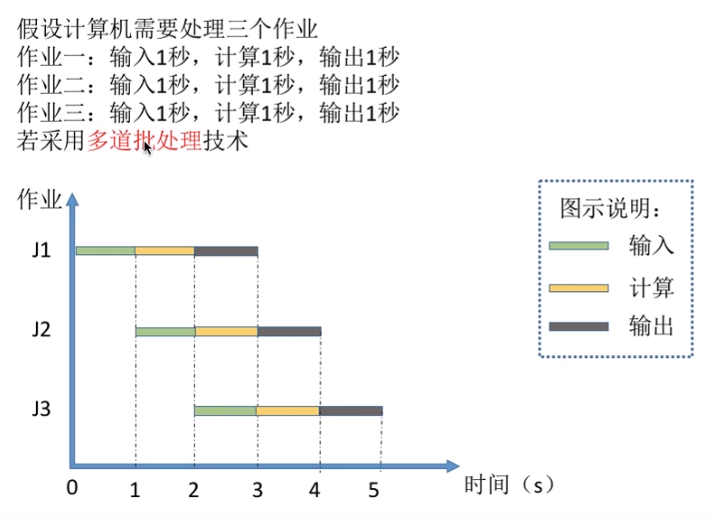 假设计算机需要处理三个作业
作业一：输入1秒，计算1秒，输出1秒
作业二：输入1秒，计算1秒，输出1秒
作业三：输入1秒，计算1秒，输出1秒
若采用多道批处理技术
作业
J1
J2
J3
0 1 2 3 4 5 时间（s）
图示说明：
输入
计算
输出